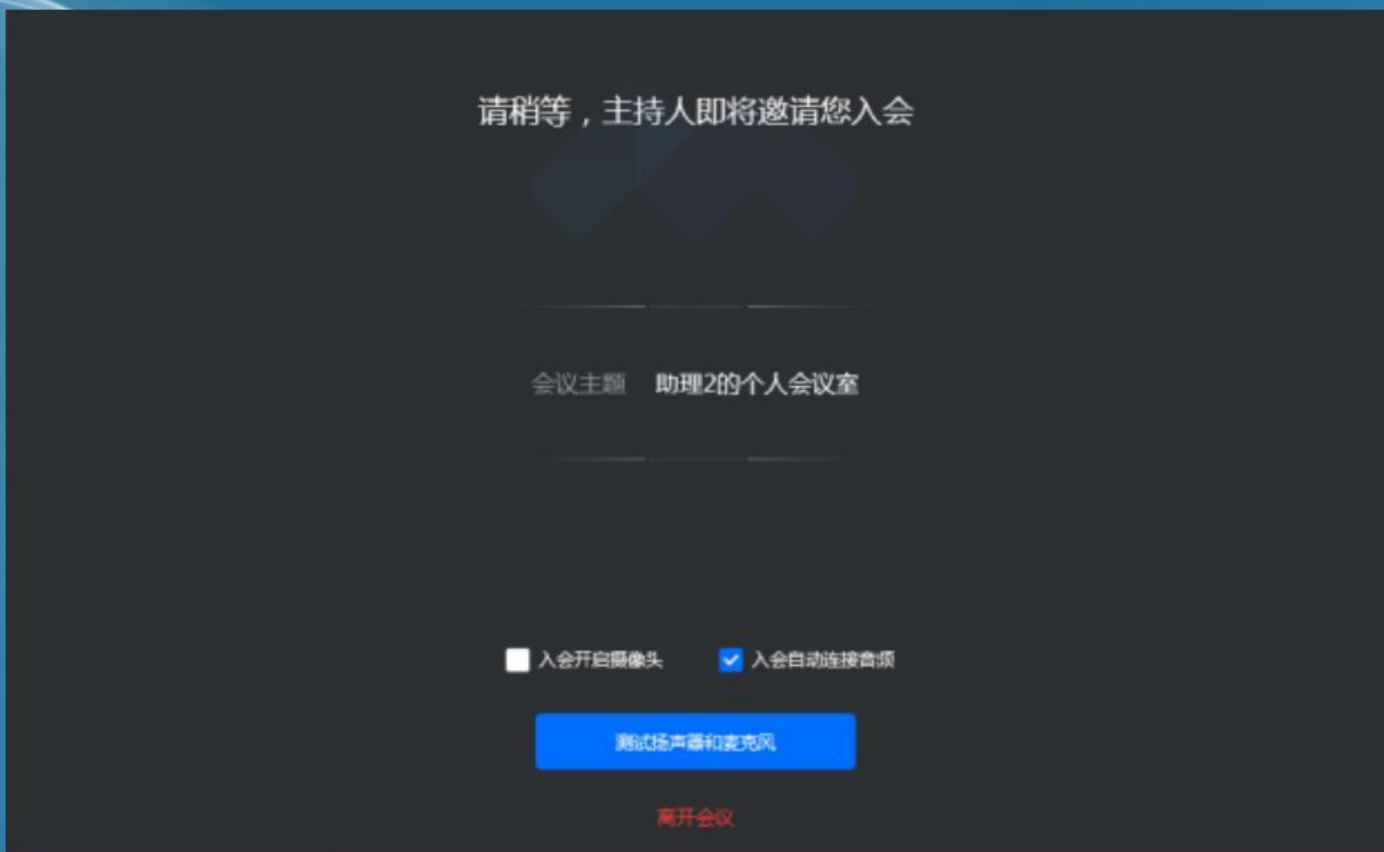 请稍等，主持人即将邀请您入会
会议主题 助理2的个人会议室
入会开启摄像头 入会自动连接音频
测试扬声器和麦克风
离开会议